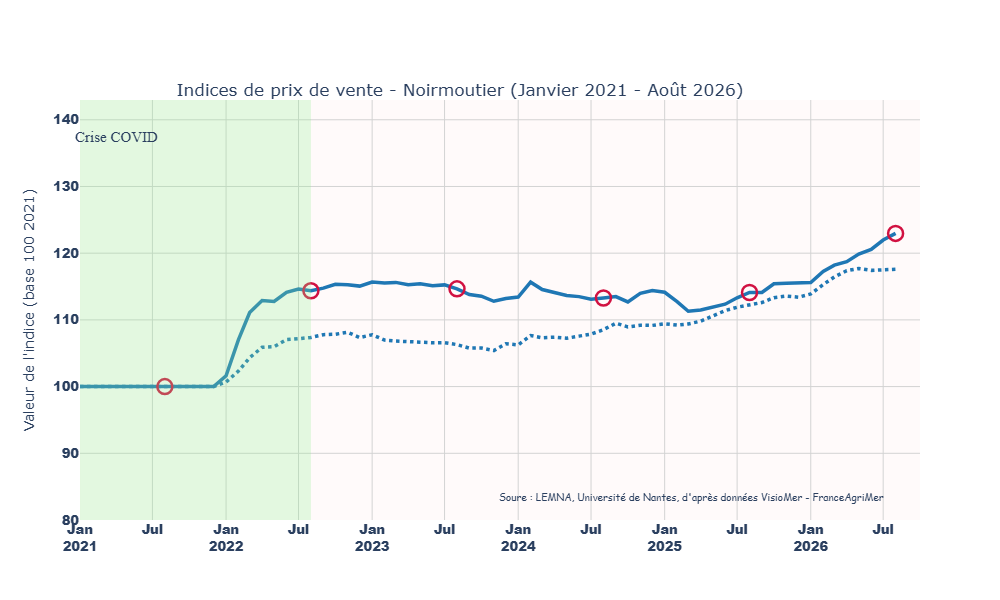 Indices de prix de vente - Noirmoutier (Janvier 2021 - Août 2026)
140
Crise COVID
130
120
110
100
90
80
Valeur de l'indice (base 100 2021)
Soure : LEMNA, Université de Nantes, d'après données VisioMer - FranceAgriMer
Jan Jul Jan Jul Jan Jul Jan Jul Jan Jul Jan Jul
2021 2022 2023 2024 2025 2026